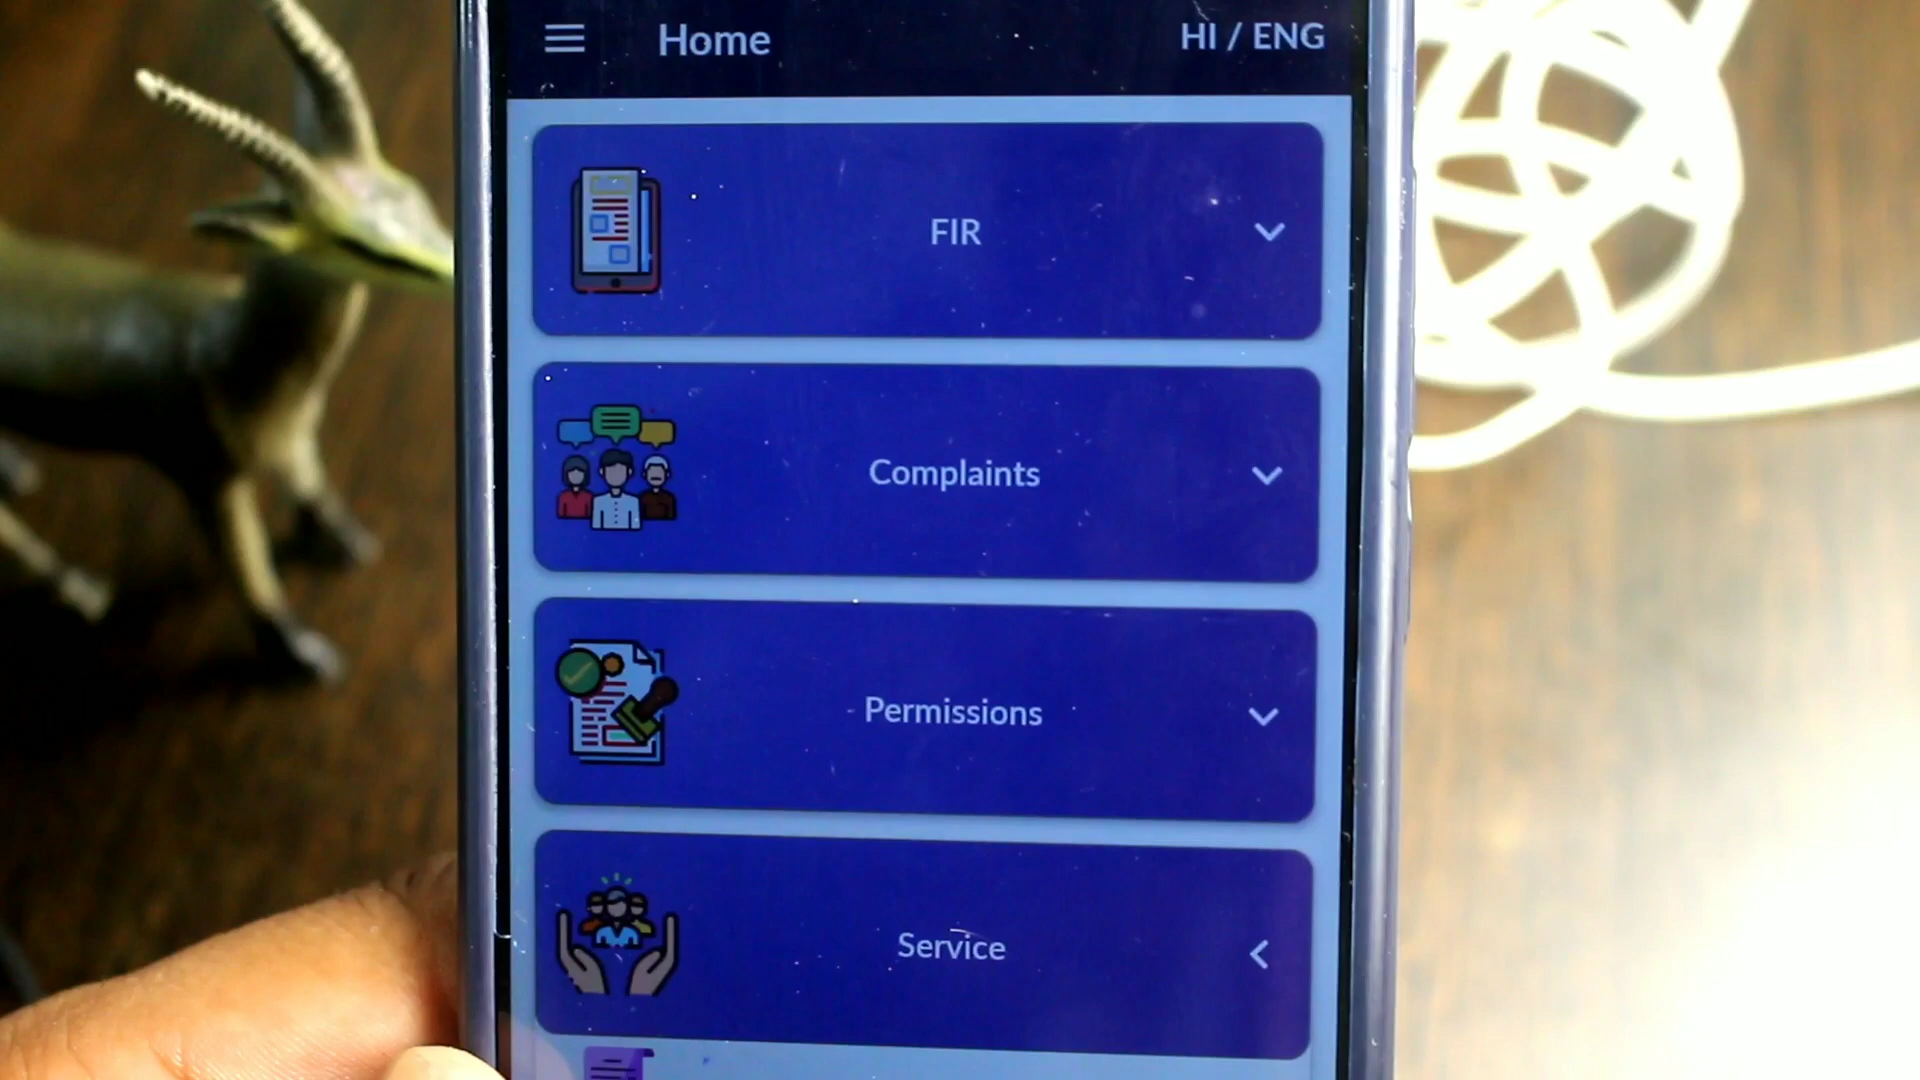 Home
HI / ENG
FIR
Complaints
Permissions
Service